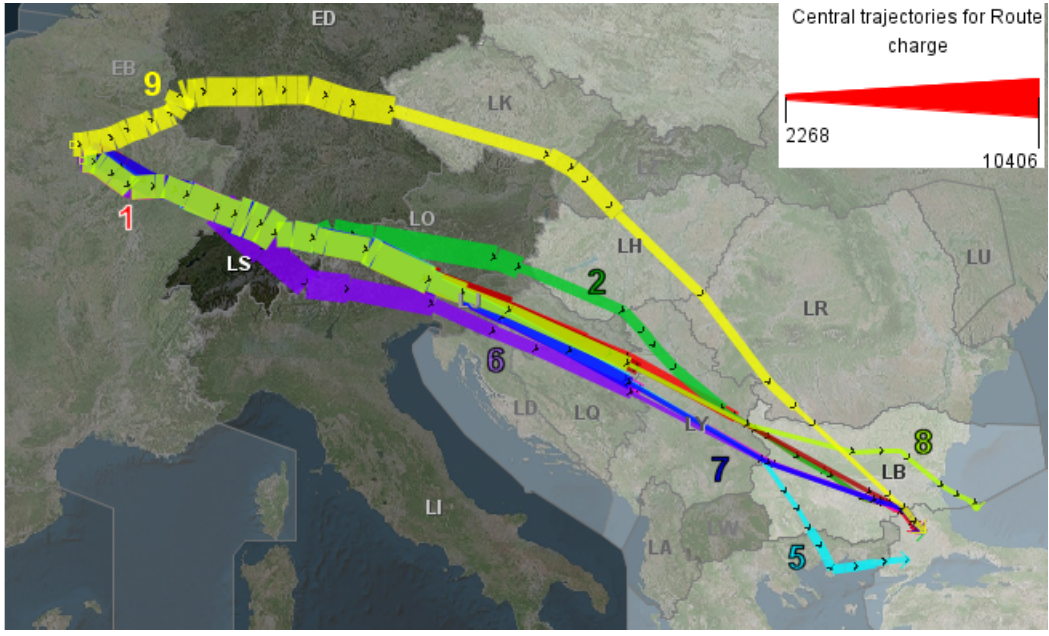 Central trajectories for Route
charge
2268
10406
ED
EB
9
LK
1
LO
LU
LS
LH
2
LR
LJ
6
LD
LQ
LY
8
7
LB
LI
LA
LW
5